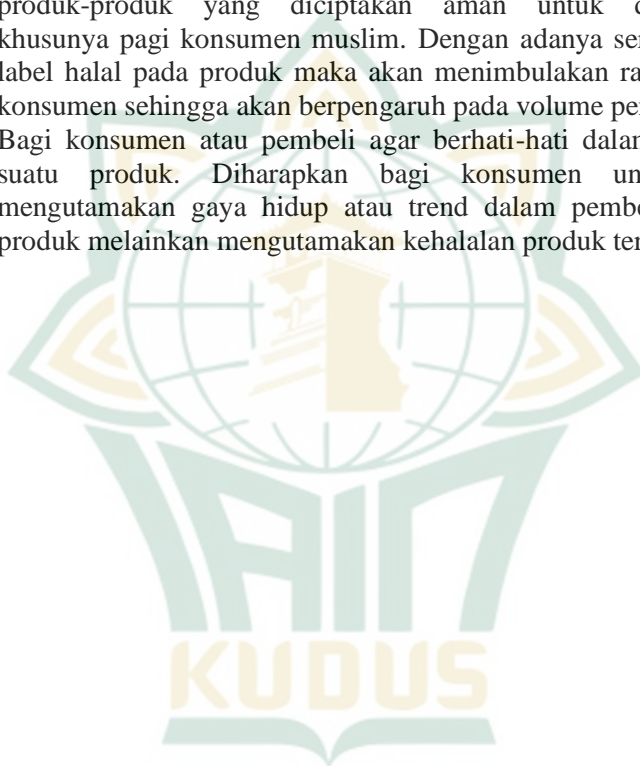 produk-produk yang diciptakan aman untuk
khusunya pagi konsumen muslim. Dengan adanya
label halal pada produk maka akan menimbulakan
konsumen sehingga akan berpengaruh pada volume
Bagi konsumen atau pembeli agar berhati-hati dalam
suatu produk. Diharapkan bagi konsumen
mengutamakan gaya hidup atau trend dalam
produk melainkan mengutamakan kehalalan produk
IAIN
KUDUS